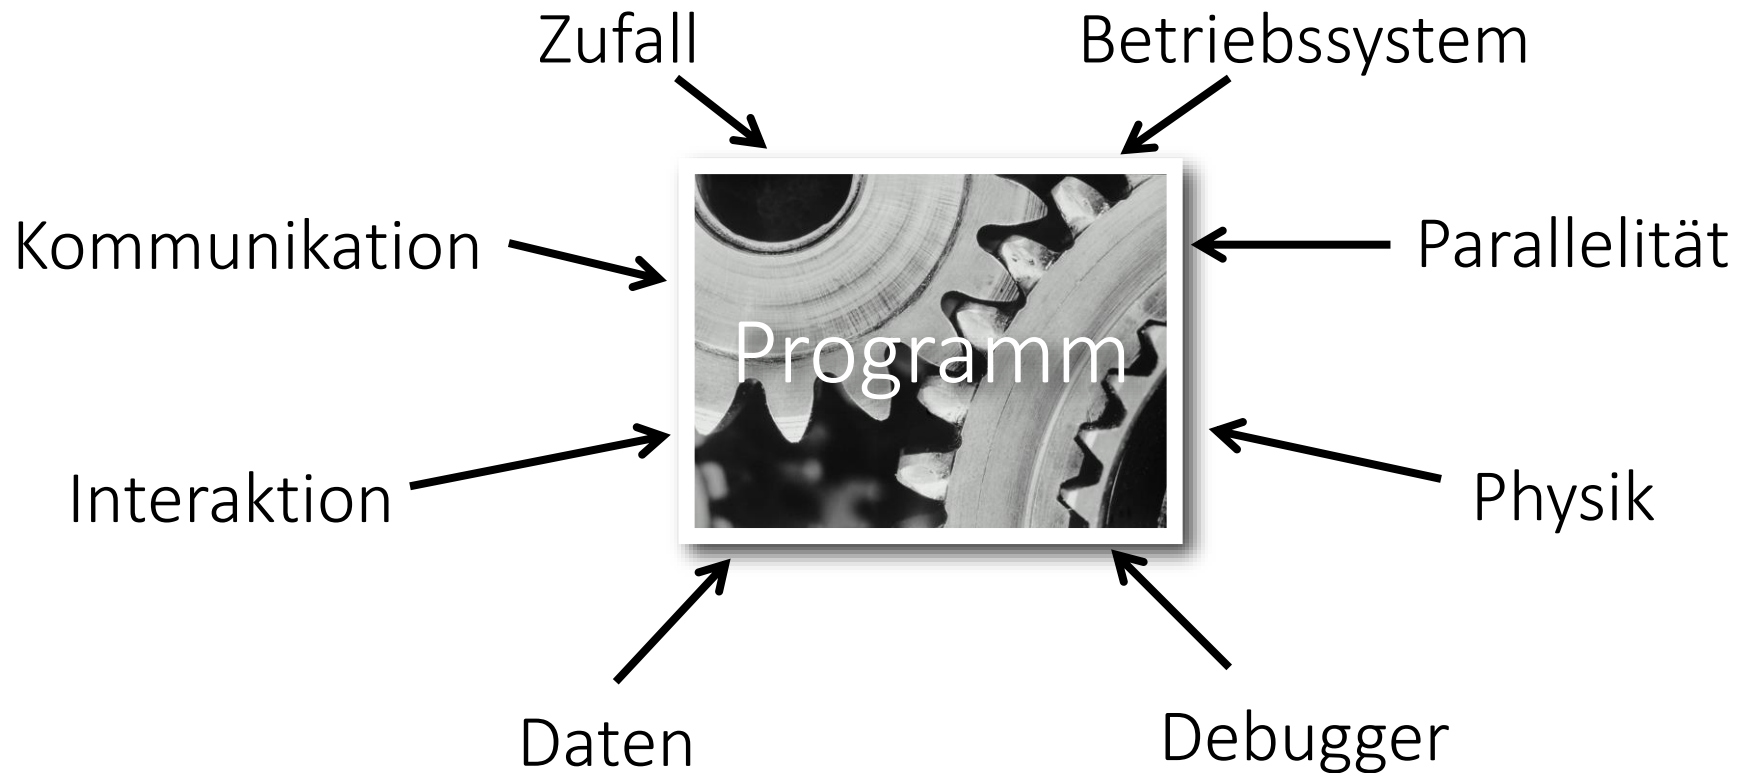 Zufall
Betriebssystem
Kommunikation
Parallelität
Programm
Interaktion
Physik
Daten
Debugger